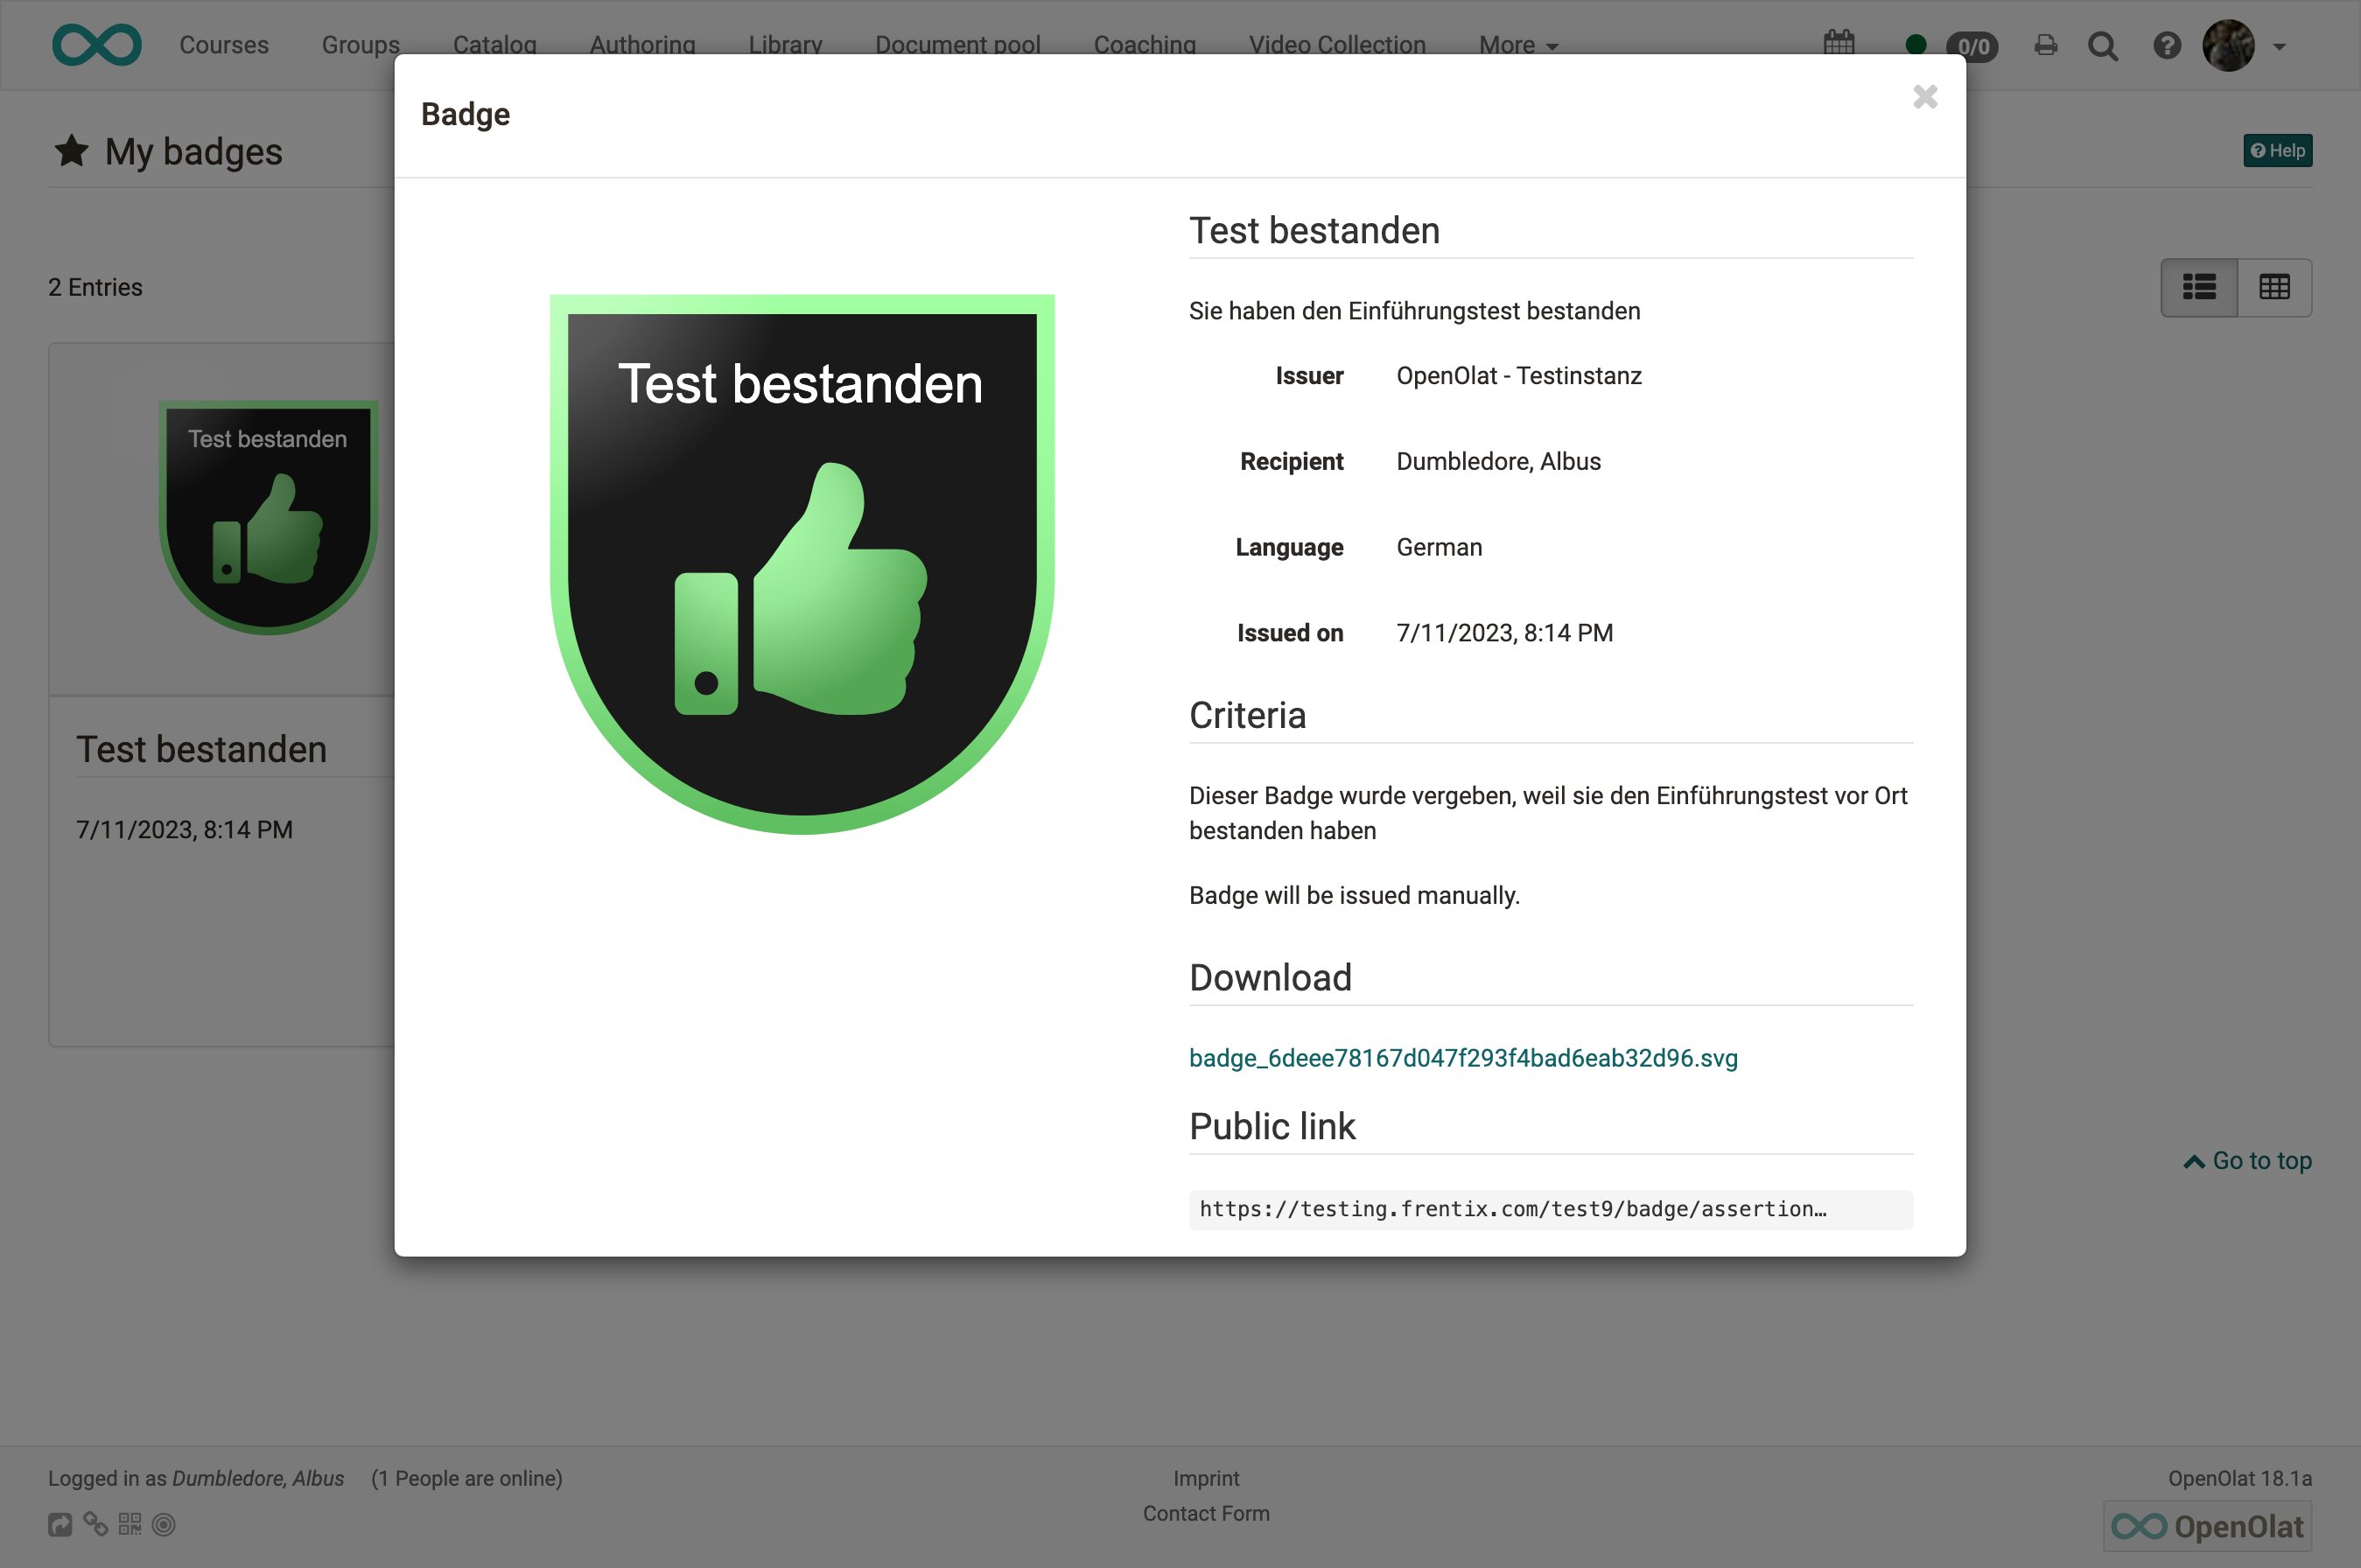 Courses Groups Catalog Authoring Library Document pool Coaching Video Collection More 0/0
Badge
My badges
Help
2 Entries
Test bestanden
Test bestanden
7/11/2023, 8:14 PM
Test bestanden
Test bestanden
Sie haben den Einführungstest bestanden
Issuer OpenOlat - Testinstanz
Recipient Dumbledore, Albus
Language German
Issued on 7/11/2023, 8:14 PM
Criteria
Dieser Badge wurde vergeben, weil sie den Einführungstest vor Ort
bestanden haben
Badge will be issued manually.
Download
badge_6deee78167d047f293f4bad6eab32d96.svg
Public link
https://testing.frentix.com/test9/badge/assertion…
Go to top
Logged in as Dumbledore, Albus (1 People are online)
Imprint
Contact Form
OpenOlat 18.1a
OpenOlat